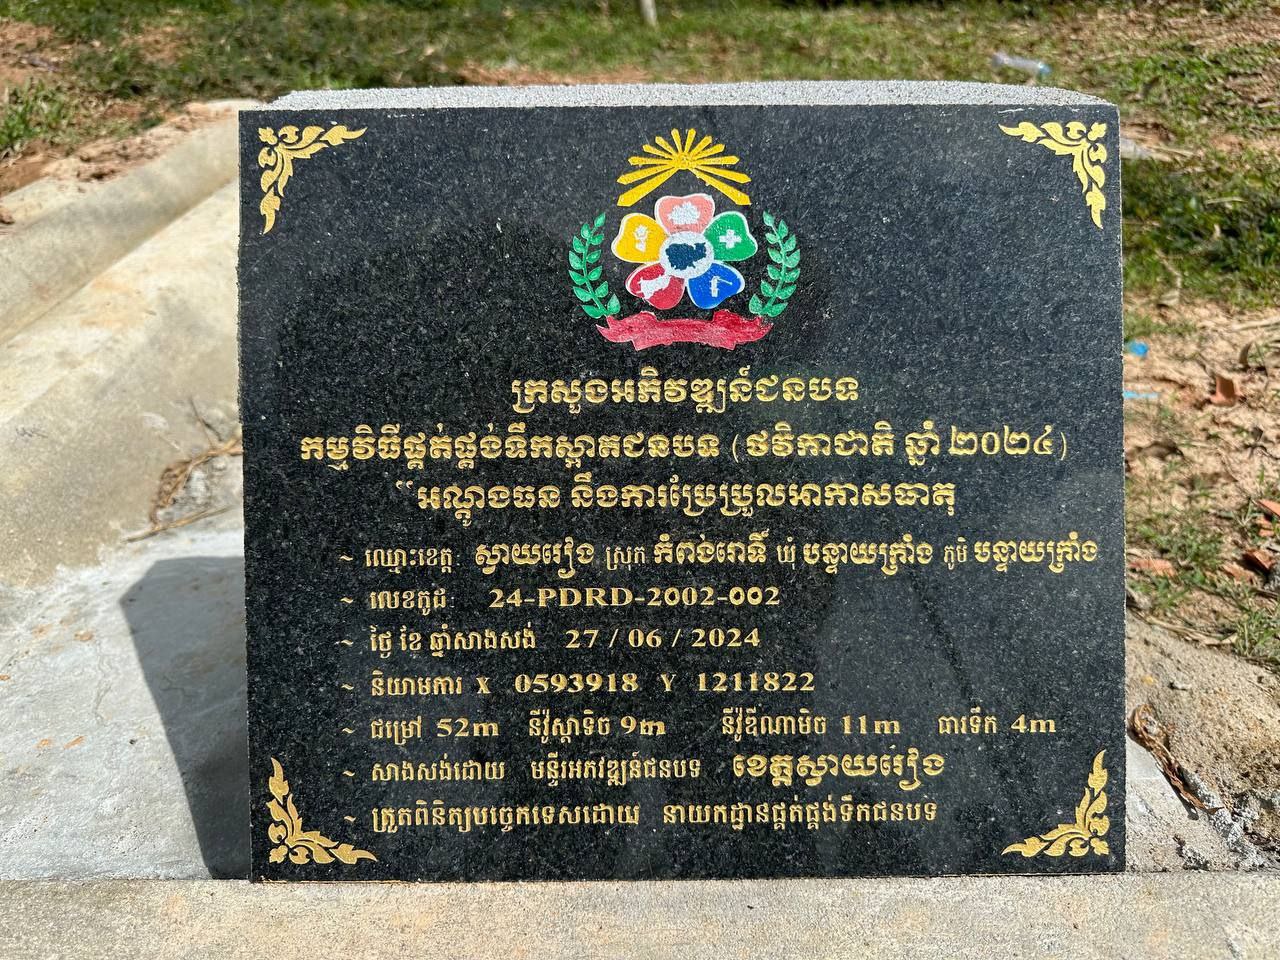 ក្រសួងអភិវឌ្ឍន៍ជនបទ
កម្មវិធីផ្គត់ផ្គង់ទឹកស្អាតជនបទ (ថវិកាជាតិ ឆ្នាំ ២០២៤)
"អណ្តូងធន នឹងការប្រែប្រួលអាកាសធាតុ
~ ឈ្មោះខេត្ត: ស្វាយរៀង ស្រុក កំពង់រោទិ៍ ឃុំ បន្ទាយក្រាំង ភូមិ បន្ទាយក្រាំង
~ លេខកូដ: 24-PDRD-2002-002
~ ថ្ងៃ ខែ ឆ្នាំសាងសង់ 27 / 06 / 2024
~ និយាមការ X 0593918 Y 1211822
~ ជម្រៅ 52m នីវ៉ូស្តាទិច 9m នីវ៉ូឌីណាមិច 11m ធារទឹក 4m
~ សាងសង់ដោយ មន្ទីរអភវឌ្ឍន៍ជនបទ ខេត្តស្វាយរៀង
~ ត្រួតពិនិត្យបច្ចេកទេសដោយ នាយកដ្ឋានផ្គត់ផ្គង់ទឹកជនបទ